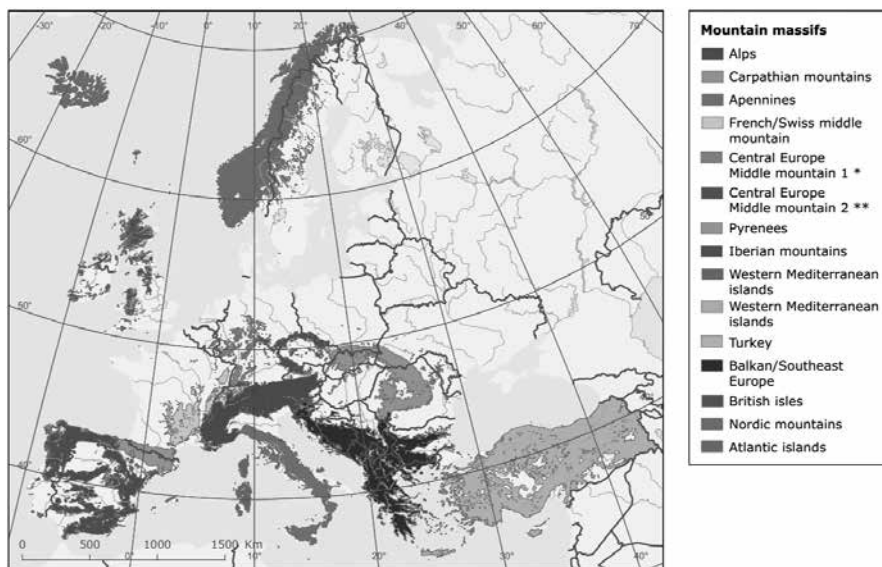 -30° -20° -10° 0° 10° 20° 30° 40° 50° 60° 70°
60°
50°
50°
40°
40°
0 500 1000 1500 Km
0° 10° 20° 30° 40°
Mountain massifs
Alps
Carpathian mountains
Apennines
French/Swiss middle
mountain
Central Europe
Middle mountain 1 *
Central Europe
Middle mountain 2 **
Pyrenees
Iberian mountains
Western Mediterranean
islands
Western Mediterranean
islands
Turkey
Balkan/Southeast
Europe
British isles
Nordic mountains
Atlantic islands